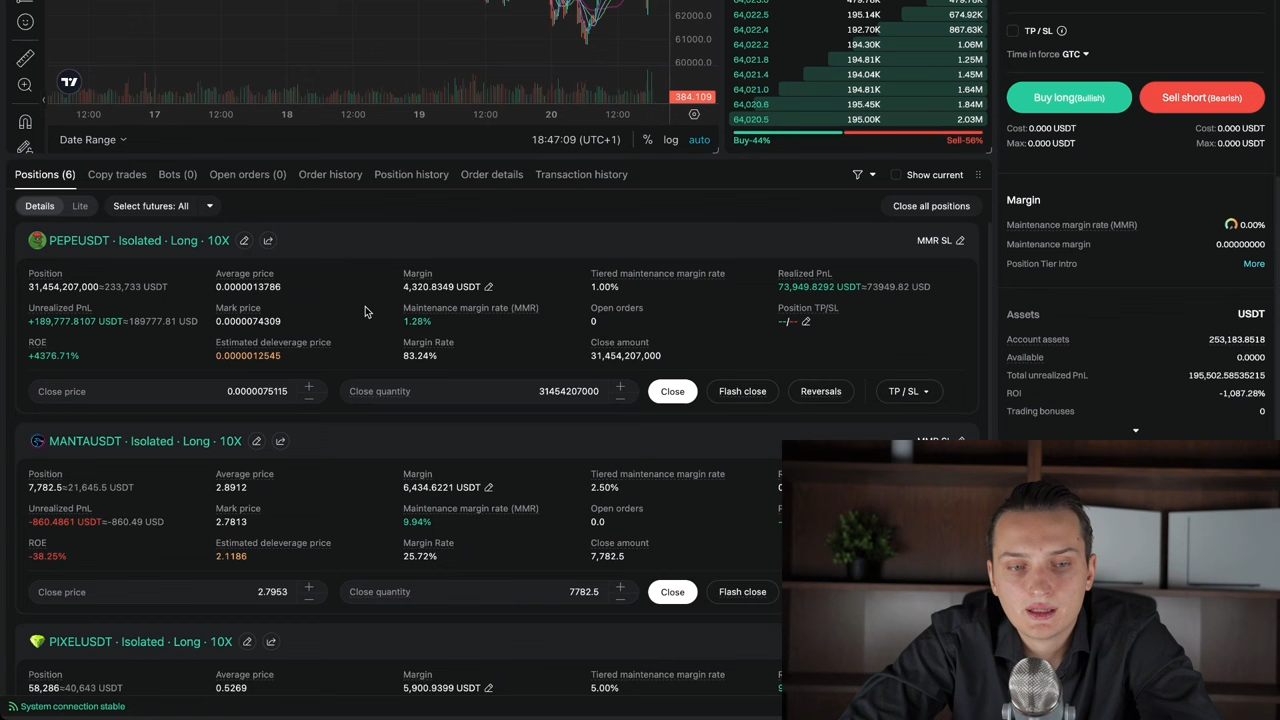 62000.0
61000.0
60000.0
384.109
12:00 17 12:00 18 12:00 19 12:00 20 12:00
Date Range 18:47:09 (UTC+1) % log auto
64,022.5 195.14K 674.92K
64,022.4 192.70K 867.63K
64,022.2 194.30K 1.06M
64,021.8 194.81K 1.25M
64,021.4 194.04K 1.45M
64,021.0 194.81K 1.64M
64,020.6 195.45K 1.84M
64,020.5 195.00K 2.03M
Buy-44% Sell-56%
TP / SL
Time in force GTC
Buy long(Bullish) Sell short (Bearish)
Cost: 0.000 USDT Cost: 0.000 USDT
Max: 0.000 USDT Max: 0.000 USDT
Positions (6) Copy trades Bots (0) Open orders (0) Order history Position history Order details Transaction history Show current
Details Lite Select futures: All Close all positions
PEPEUSDT · Isolated · Long · 10X MMR SL
Position Average price Margin Tiered maintenance margin rate Realized PnL
31,454,207,000≈233,733 USDT 0.0000013786 4,320.8349 USDT 1.00% 73,949.8292 USDT≈73949.82 USD
Unrealized PnL Mark price Maintenance margin rate (MMR) Open orders Position TP/SL
+189,777.8107 USDT≈189777.81 USD 0.0000074309 1.28% 0 --/--
ROE Estimated deleverage price Margin Rate Close amount
+4376.71% 0.0000012545 83.24% 31,454,207,000
Close price 0.0000075115 Close quantity 31454207000 Close Flash close Reversals TP / SL
MANTAUSDT · Isolated · Long · 10X
Position Average price Margin Tiered maintenance margin rate
7,782.5≈21,645.5 USDT 2.8912 6,434.6221 USDT 2.50%
Unrealized PnL Mark price Maintenance margin rate (MMR) Open orders
-860.4861 USDT≈-860.49 USD 2.7813 9.94% 0.0
ROE Estimated deleverage price Margin Rate Close amount
-38.25% 2.1186 25.72% 7,782.5
Close price 2.7953 Close quantity 7782.5 Close Flash close
PIXELUSDT · Isolated · Long · 10X
Position Average price Margin Tiered maintenance margin rate
58,286≈40,643 USDT 0.5269 5,900.9399 USDT 5.00%
System connection stable
Margin
Maintenance margin rate (MMR) 0.00%
Maintenance margin 0.00000000
Position Tier Intro More
Assets USDT
Account assets 253,183.8518
Available 0.0000
Total unrealized PnL 195,502.58535215
ROI -1,087.28%
Trading bonuses 0